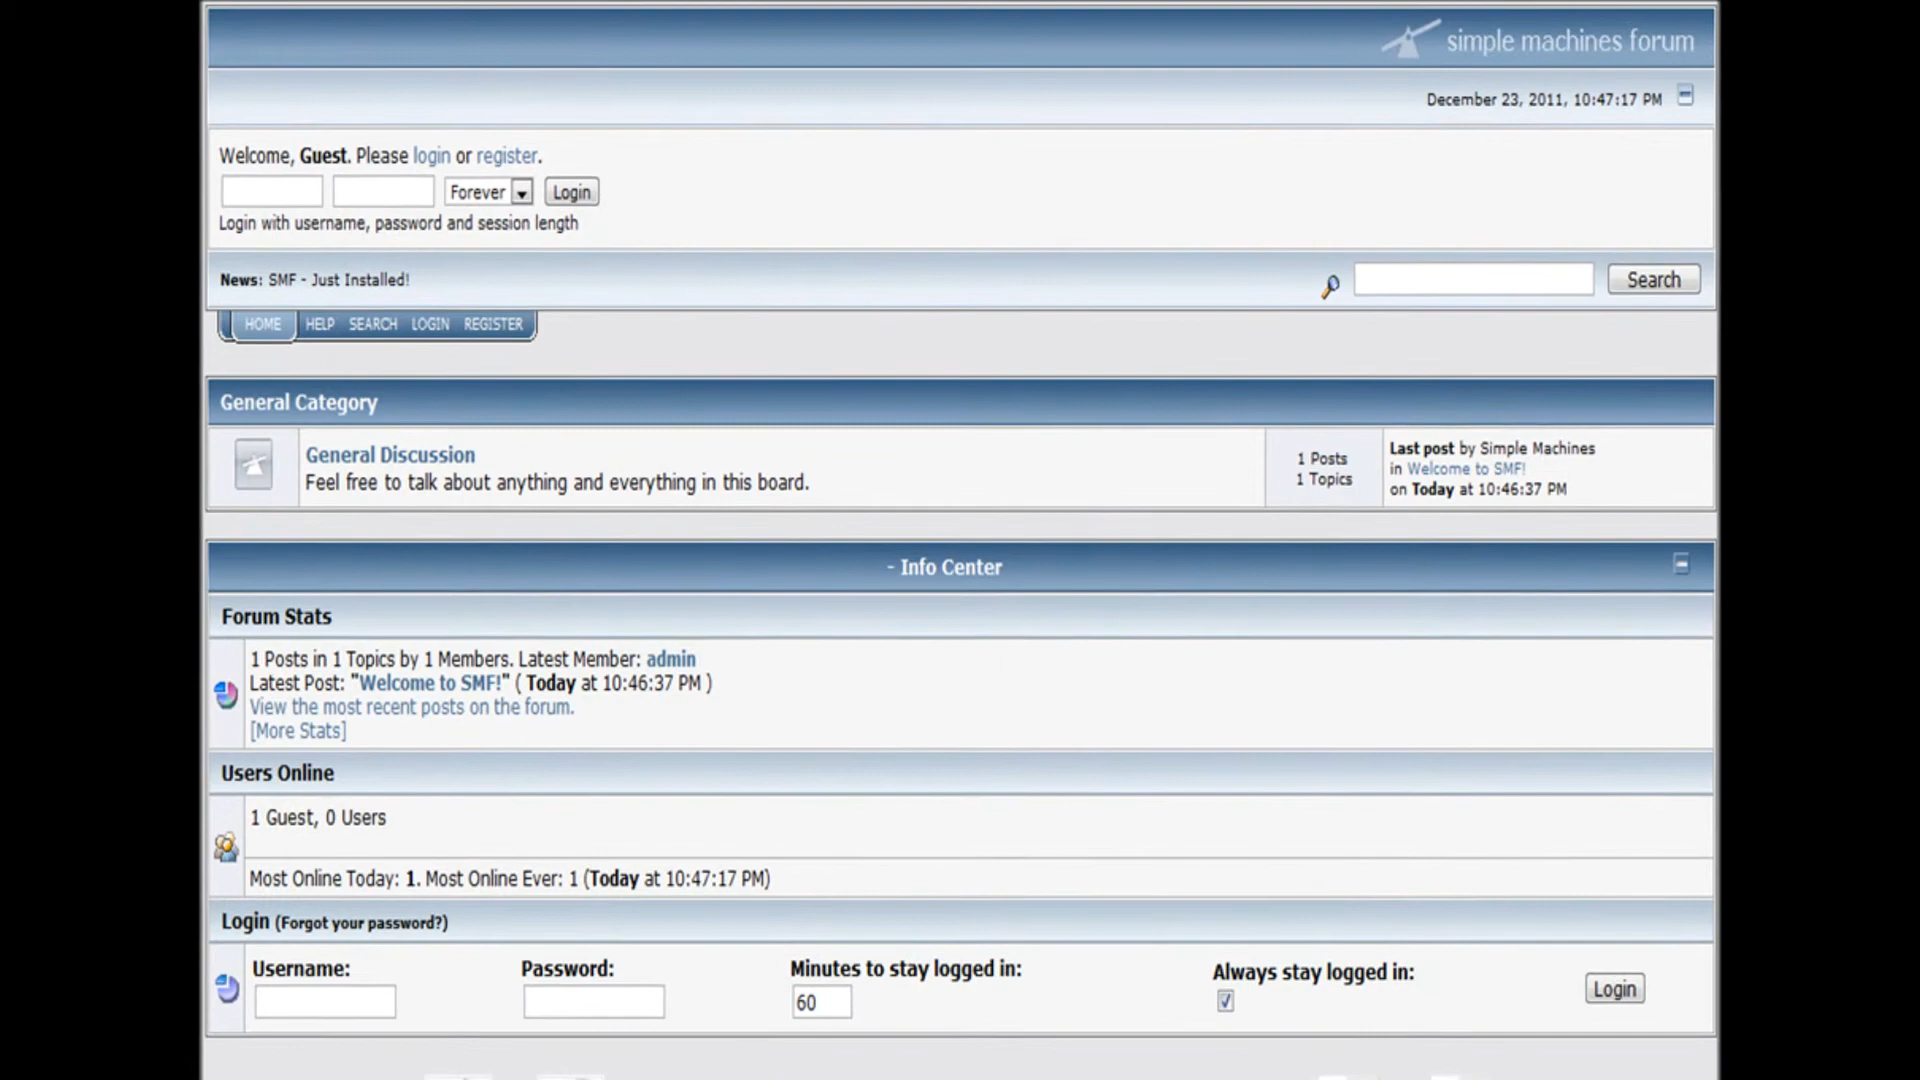 simple machines forum
December 23, 2011, 10:47:17 PM
Welcome, Guest. Please login or register.
Forever Login
Login with username, password and session length
News: SMF - Just Installed!
Search
HOME HELP SEARCH LOGIN REGISTER
General Category
General Discussion
Feel free to talk about anything and everything in this board.
1 Posts
1 Topics
Last post by Simple Machines
in Welcome to SMF!
on Today at 10:46:37 PM
- Info Center
Forum Stats
1 Posts in 1 Topics by 1 Members. Latest Member: admin
Latest Post: "Welcome to SMF!" ( Today at 10:46:37 PM )
View the most recent posts on the forum.
[More Stats]
Users Online
1 Guest, 0 Users
Most Online Today: 1. Most Online Ever: 1 (Today at 10:47:17 PM)
Login (Forgot your password?)
Username: Password: Minutes to stay logged in: Always stay logged in:
60 Login